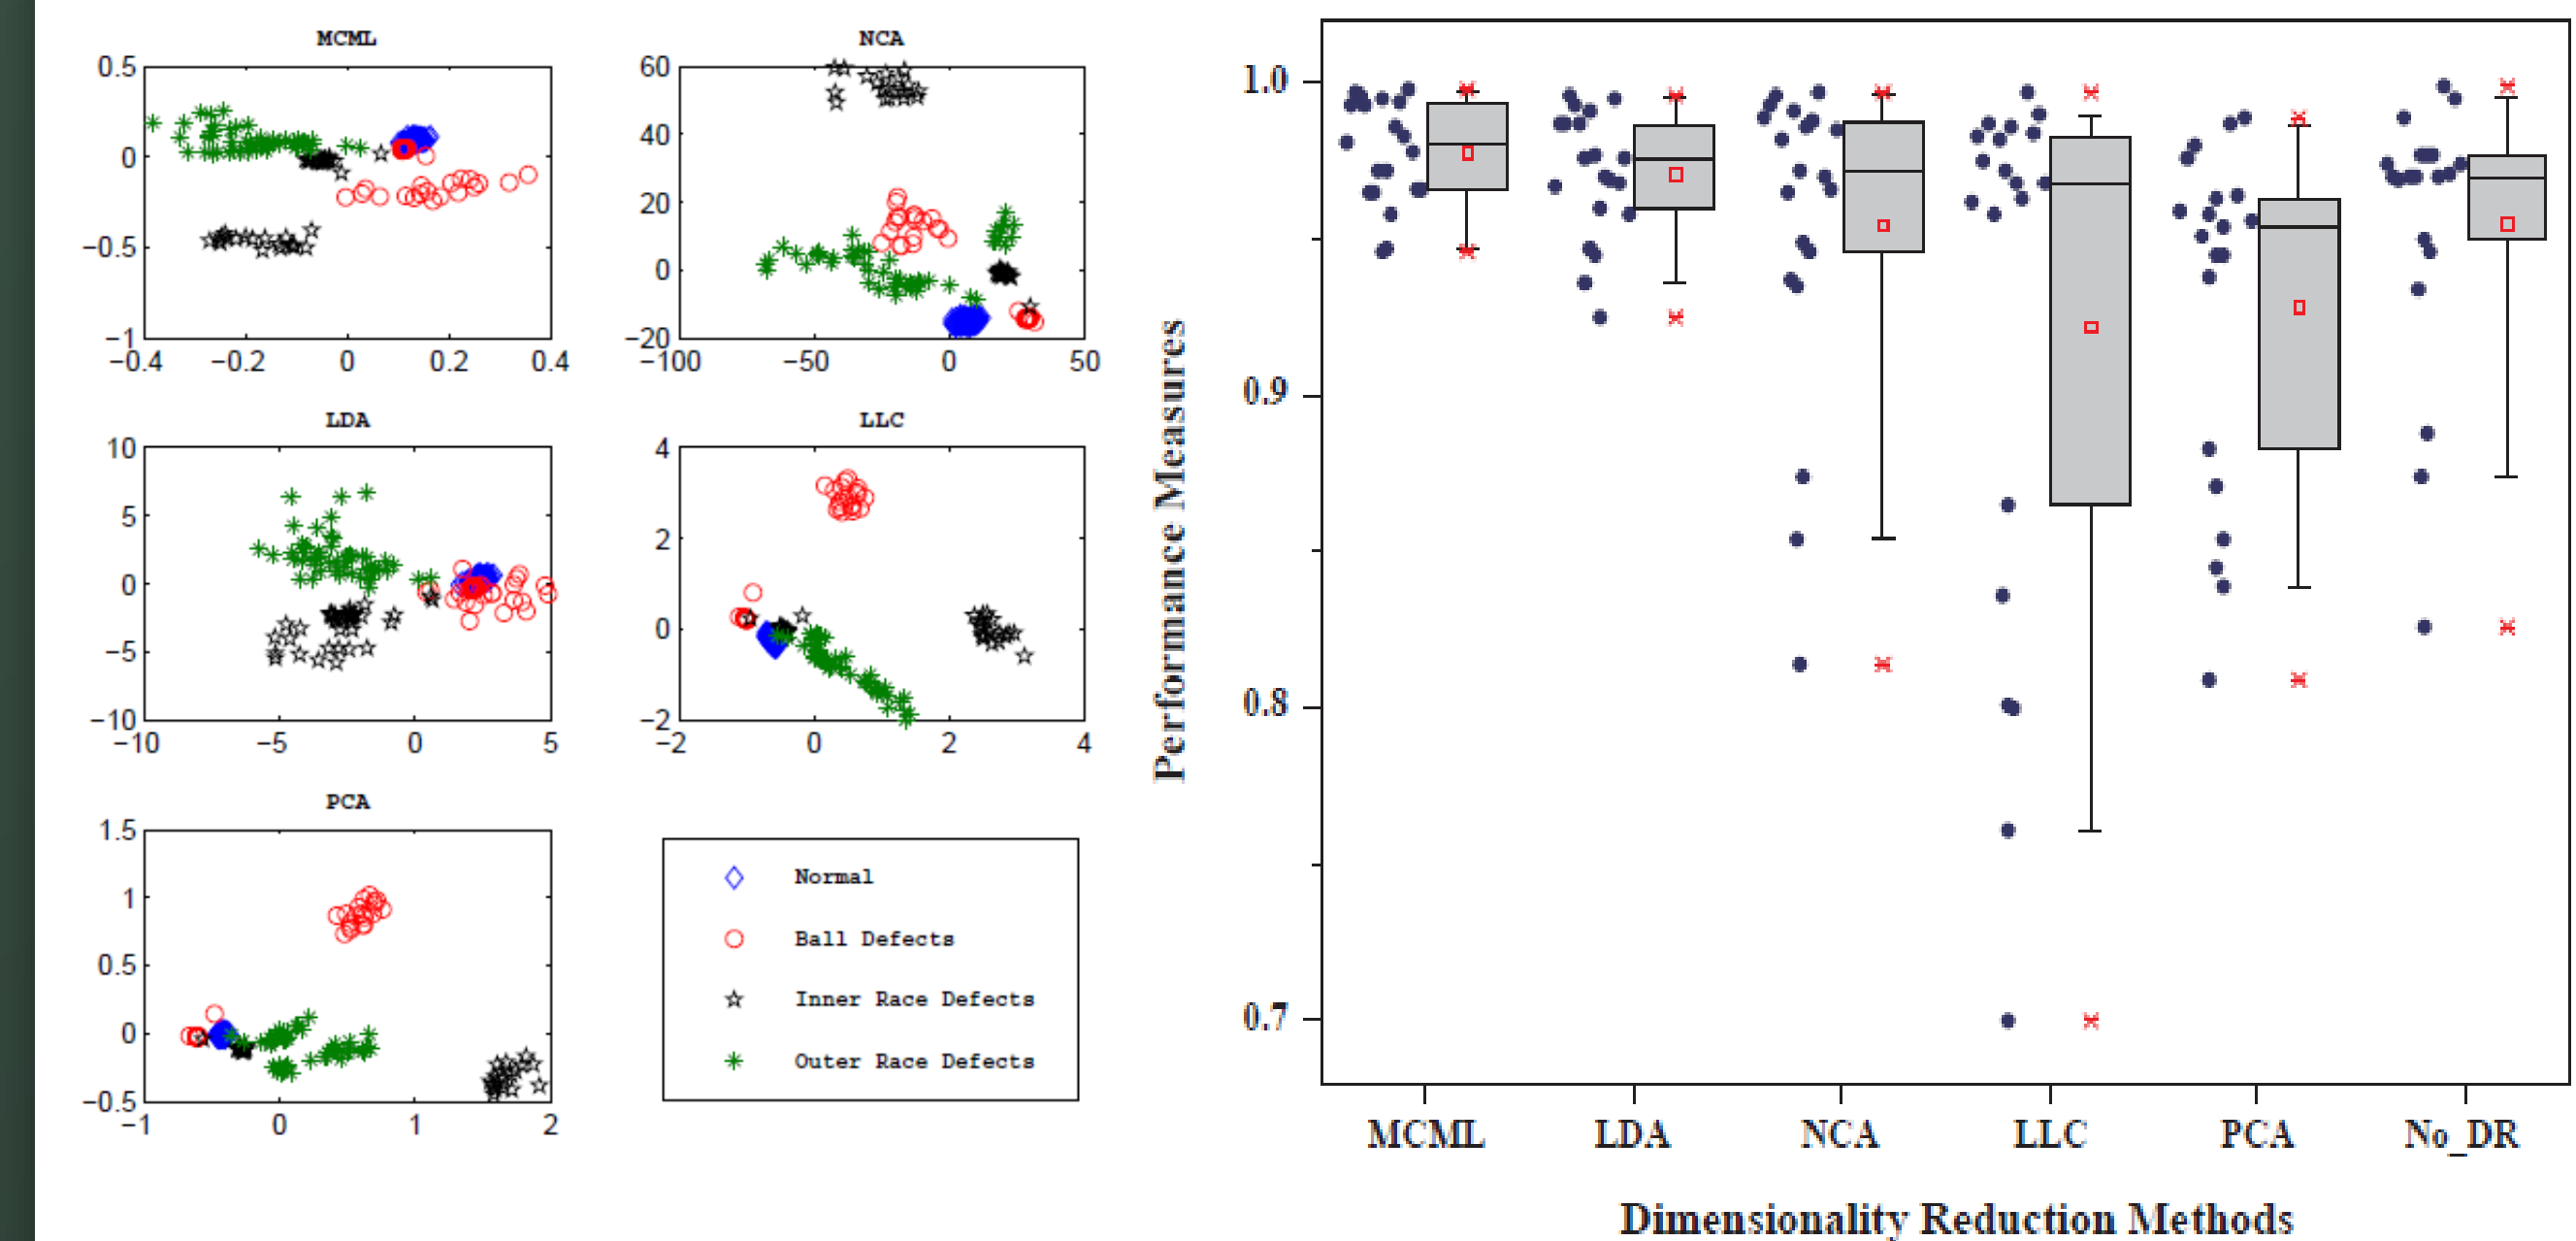 MCML
0.5
0
−0.5
−1
−0.4 −0.2 0 0.2 0.4
NCA
60
40
20
0
−20
−100 −50 0 50
LDA
10
5
0
−5
−10
−10 −5 0 5
LLC
4
2
0
−2
−2 0 2 4
PCA
1.5
1
0.5
0
−0.5
−1 0 1 2
Normal
Ball Defects
Inner Race Defects
Outer Race Defects
Performance Measures
1.0
0.9
0.8
0.7
MCML LDA NCA LLC PCA No_DR
Dimensionality Reduction Methods